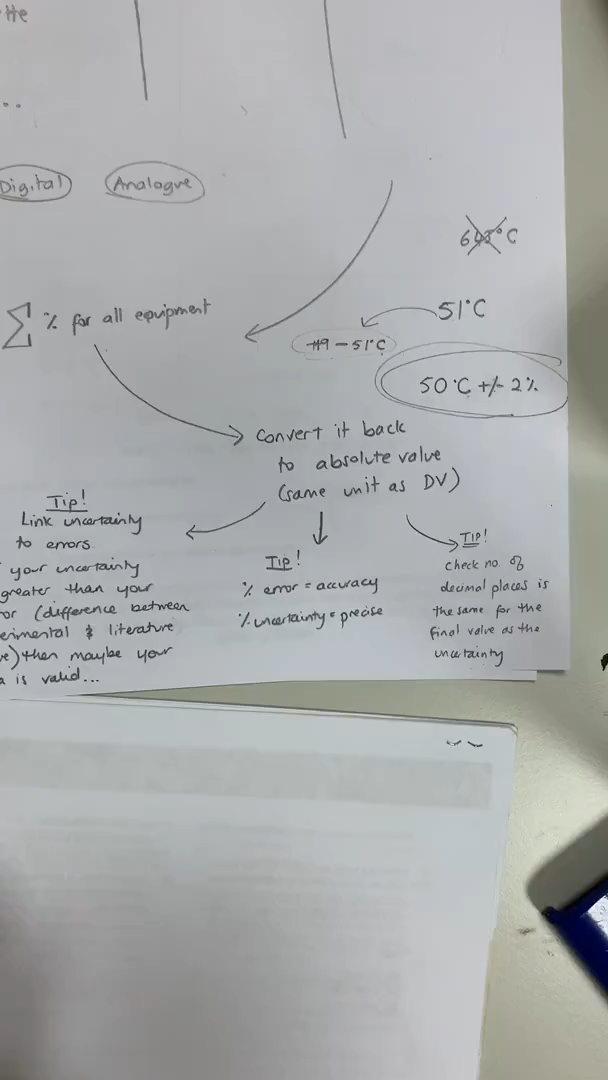 the
..
Digital
Analogue
Σ % for all equipment
51°C
49 - 51°C
50°C +/- 2%
Convert it back
to absolute value
(same unit as DV)
Tip!
Link uncertainty
to errors
your uncertainty
greater than your
or (difference between
erimental & literature
e) then maybe your
a is valid...
Tip!
% error = accuracy
% uncertainty = precise
TIP!
Check no. of
decimal places is
the same for the
final value as the
uncertainty